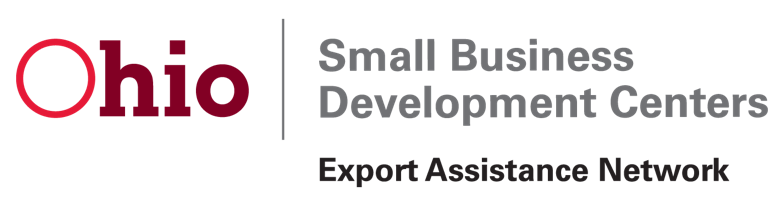 Ohio
Small Business
Development Centers
Export Assistance Network